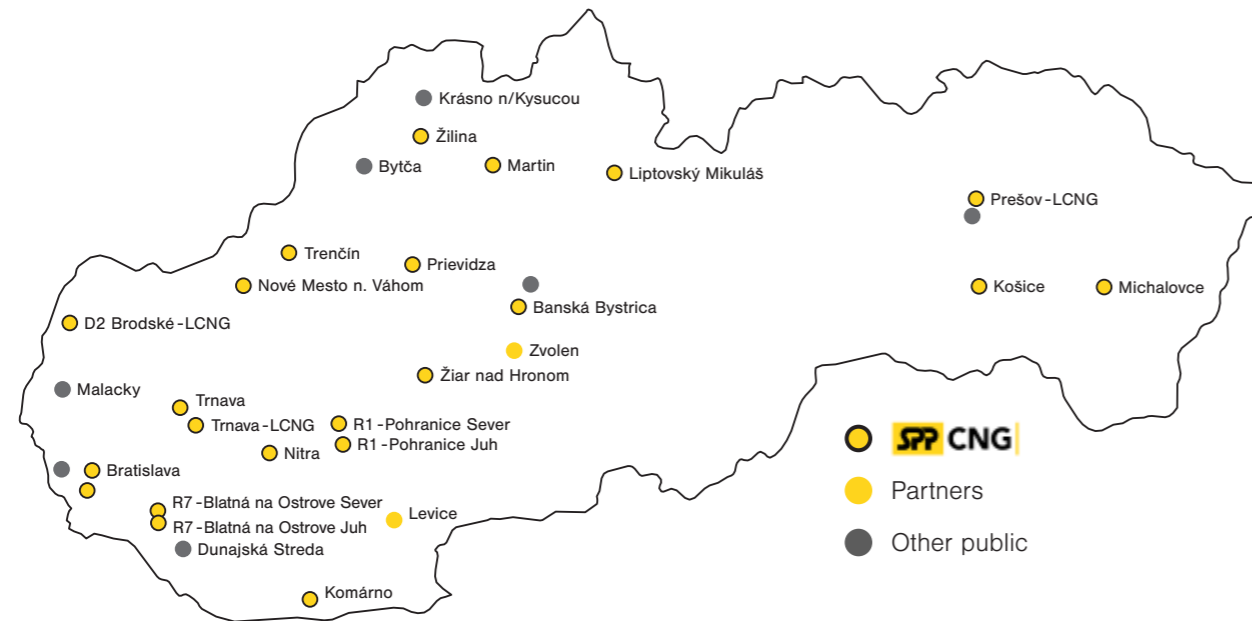 Krásno n/Kysucou
Žilina
Bytča
Martin
Liptovský Mikuláš
Prešov-LCNG
Trenčín
Prievidza
Nové Mesto n. Váhom
Košice
Michalovce
Banská Bystrica
D2 Brodské-LCNG
Zvolen
Žiar nad Hronom
Malacky
Trnava
Trnava-LCNG
R1-Pohranice Sever
R1-Pohranice Juh
Nitra
Bratislava
R7-Blatná na Ostrove Sever
R7-Blatná na Ostrove Juh
Levice
Dunajská Streda
Komárno
SPP CNG
Partners
Other public